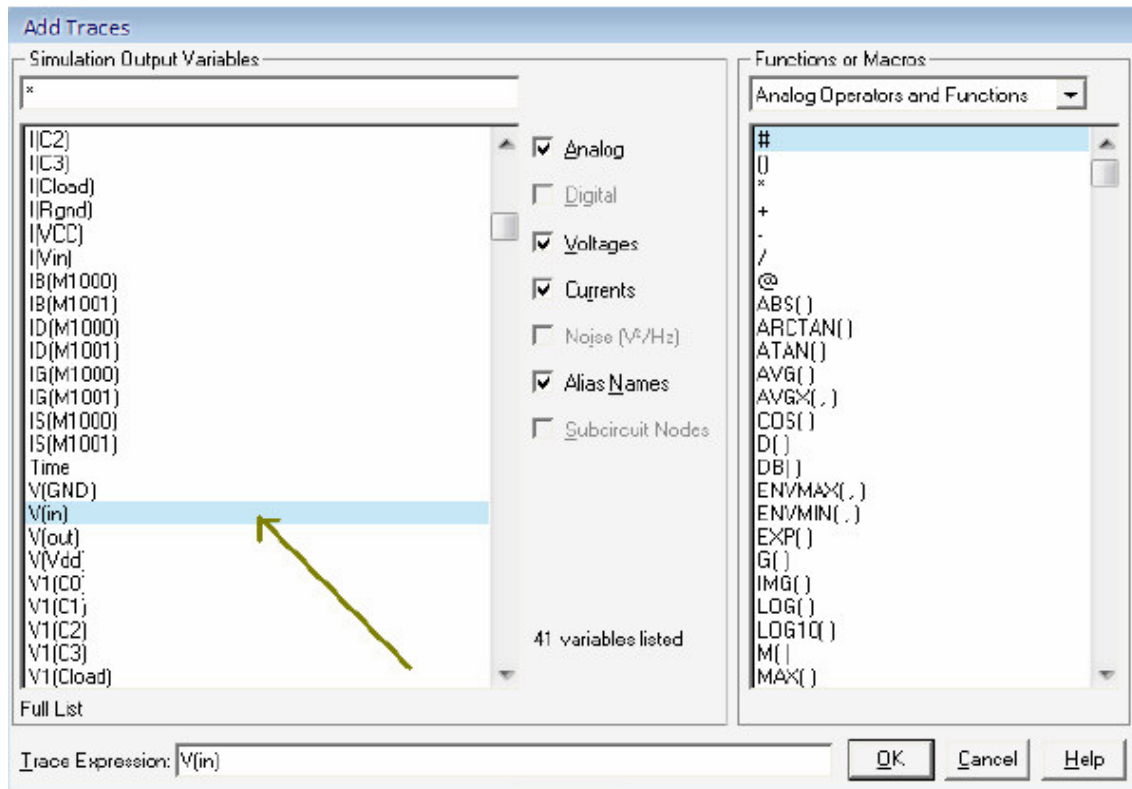 Add Traces
Simulation Output Variables
*
I(C2)
I(C3)
I(Cload)
I(Rgnd)
I(VCC)
I(Vin)
IB(M1000)
IB(M1001)
ID(M1000)
ID(M1001)
IG(M1000)
IG(M1001)
IS(M1000)
IS(M1001)
Time
V(GND)
V(in)
V(out)
V(Vdd)
V1(C0)
V1(C1)
V1(C2)
V1(C3)
V1(Cload)
Full List
Analog
Digital
Voltages
Currents
Noise (V²/Hz)
Alias Names
Subcircuit Nodes
41 variables listed
Functions or Macros
Analog Operators and Functions
#
()
*
+
-
/
@
ABS( )
ARCTAN( )
ATAN( )
AVG( )
AVGX( , )
COS( )
D( )
DB( )
ENVMAX( , )
ENVMIN( , )
EXP( )
G( )
IMG( )
LOG( )
LOG10( )
M( )
MAX( )
Trace Expression: V(in)
OK Cancel Help